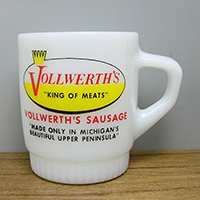 VOLLWERTH'S
"KING OF MEATS"
VOLLWERTH'S SAUSAGE
"MADE ONLY IN MICHIGAN'S
BEAUTIFUL UPPER PENINSULA"